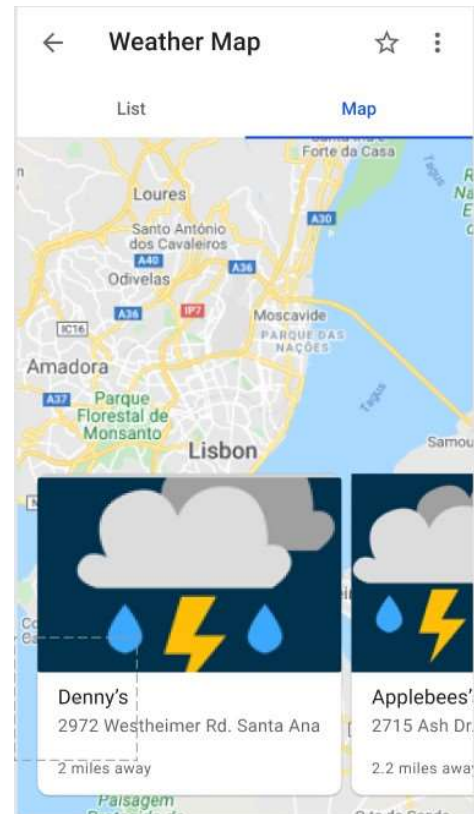 Weather Map
List
Map
Forte da Casa
Tagus
Loures
A30
Santo António
dos Cavaleiros
A40
A36
Odivelas
A36
IP7
Moscavide
IC16
PARQUE DAS
NAÇÕES
Amadora
A37
Parque
Florestal de
Monsanto
Tagus
Lisbon
Samou
Denny's
2972 Westheimer Rd. Santa Ana
2 miles away
Applebees'
2715 Ash Dr.
2.2 miles away
Paisagem